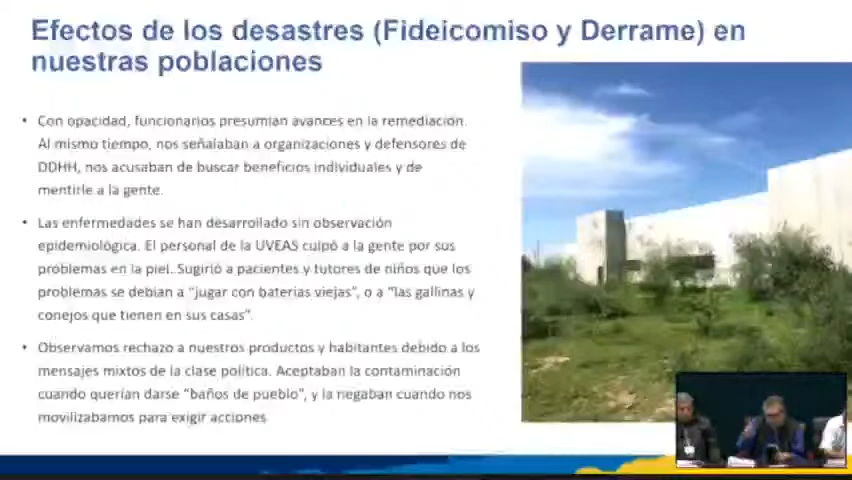 Efectos de los desastres (Fideicomiso y Derrame) en
nuestras poblaciones
• Con opacidad, funcionarios presumían avances en la remediación.
Al mismo tiempo, nos señalaban a organizaciones y defensores de
DDHH, nos acusaban de buscar beneficios individuales y de
mentirle a la gente.
• Las enfermedades se han desarrollado sin observación
epidemiológica. El personal de la UVEAS culpó a la gente por sus
problemas en la piel. Sugirió a pacientes y tutores de niños que los
problemas se debían a "jugar con baterías viejas", o a "las gallinas y
conejos que tienen en sus casas".
• Observamos rechazo a nuestros productos y habitantes debido a los
mensajes mixtos de la clase política. Aceptaban la contaminación
cuando querían darse "baños de pueblo", y la negaban cuando nos
movilizabamos para exigir acciones